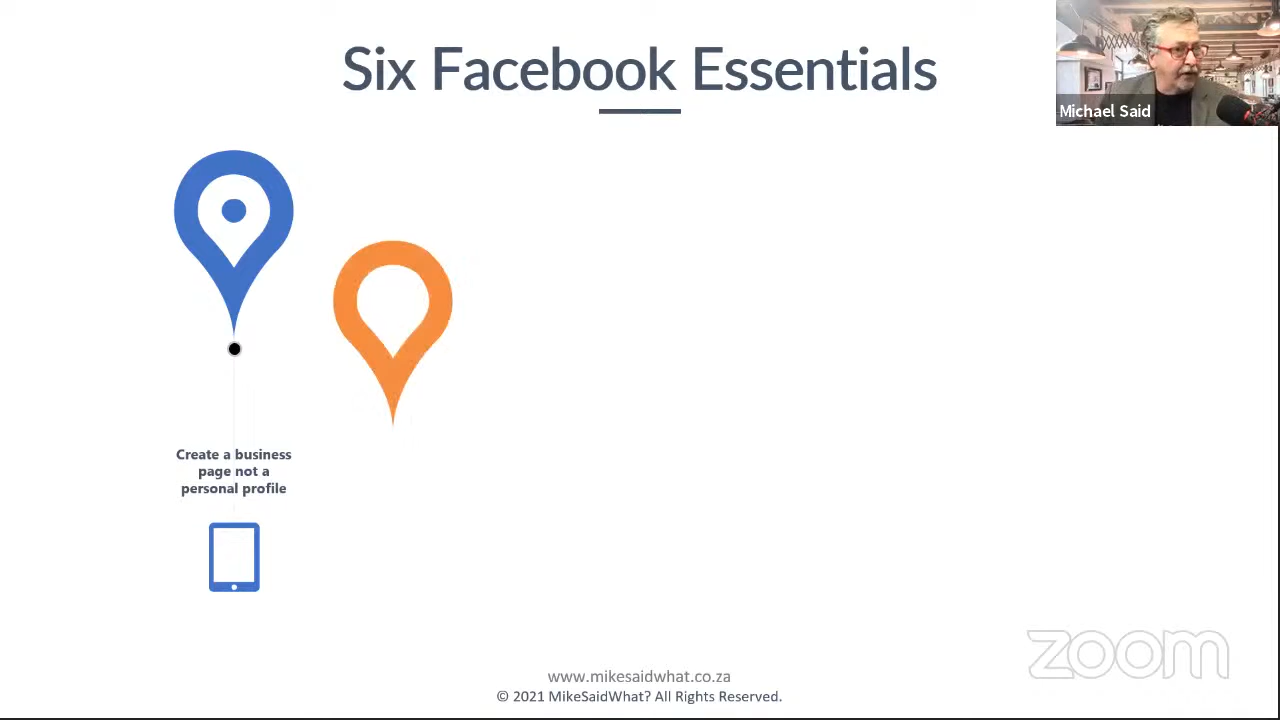 Six Facebook Essentials
Michael Said
Create a business
page not a
personal profile
zoom
www.mikesaidwhat.co.za
© 2021 MikeSaidWhat? All Rights Reserved.